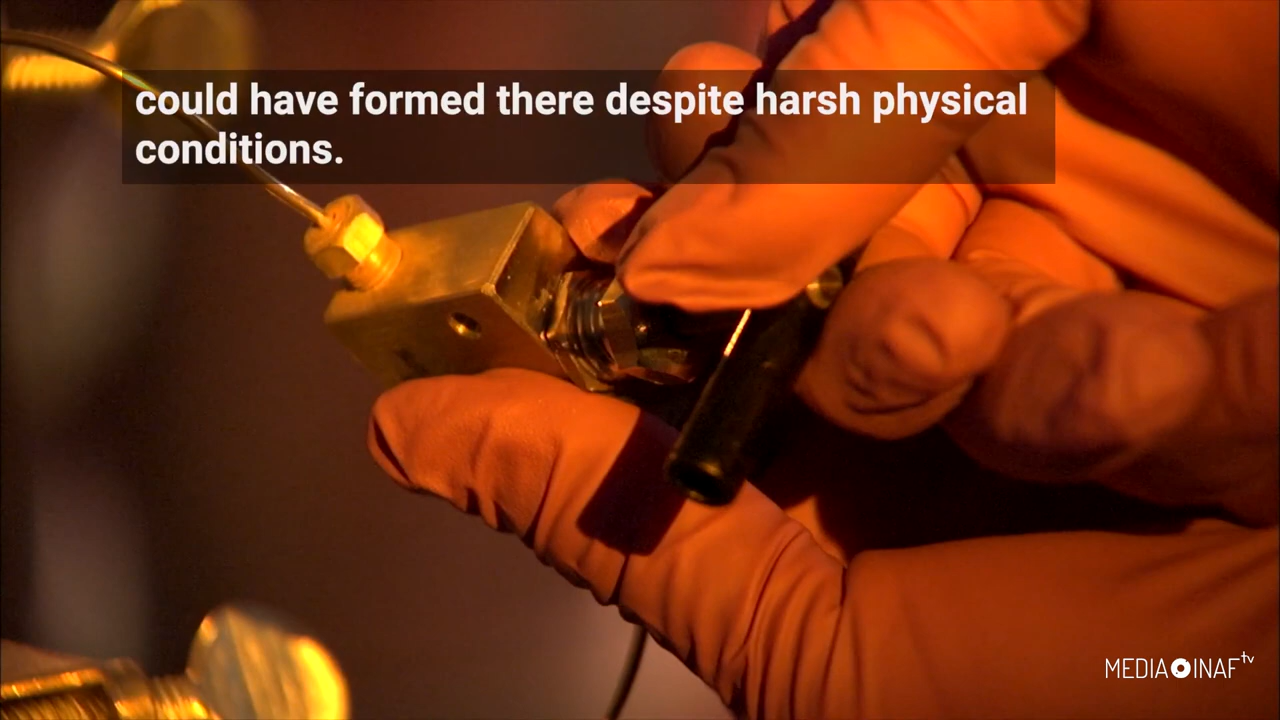 could have formed there despite harsh physical
conditions.
MEDIA INAF tv